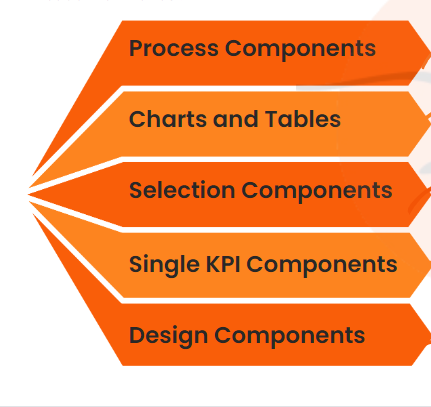 Process Components
Charts and Tables
Selection Components
Single KPI Components
Design Components